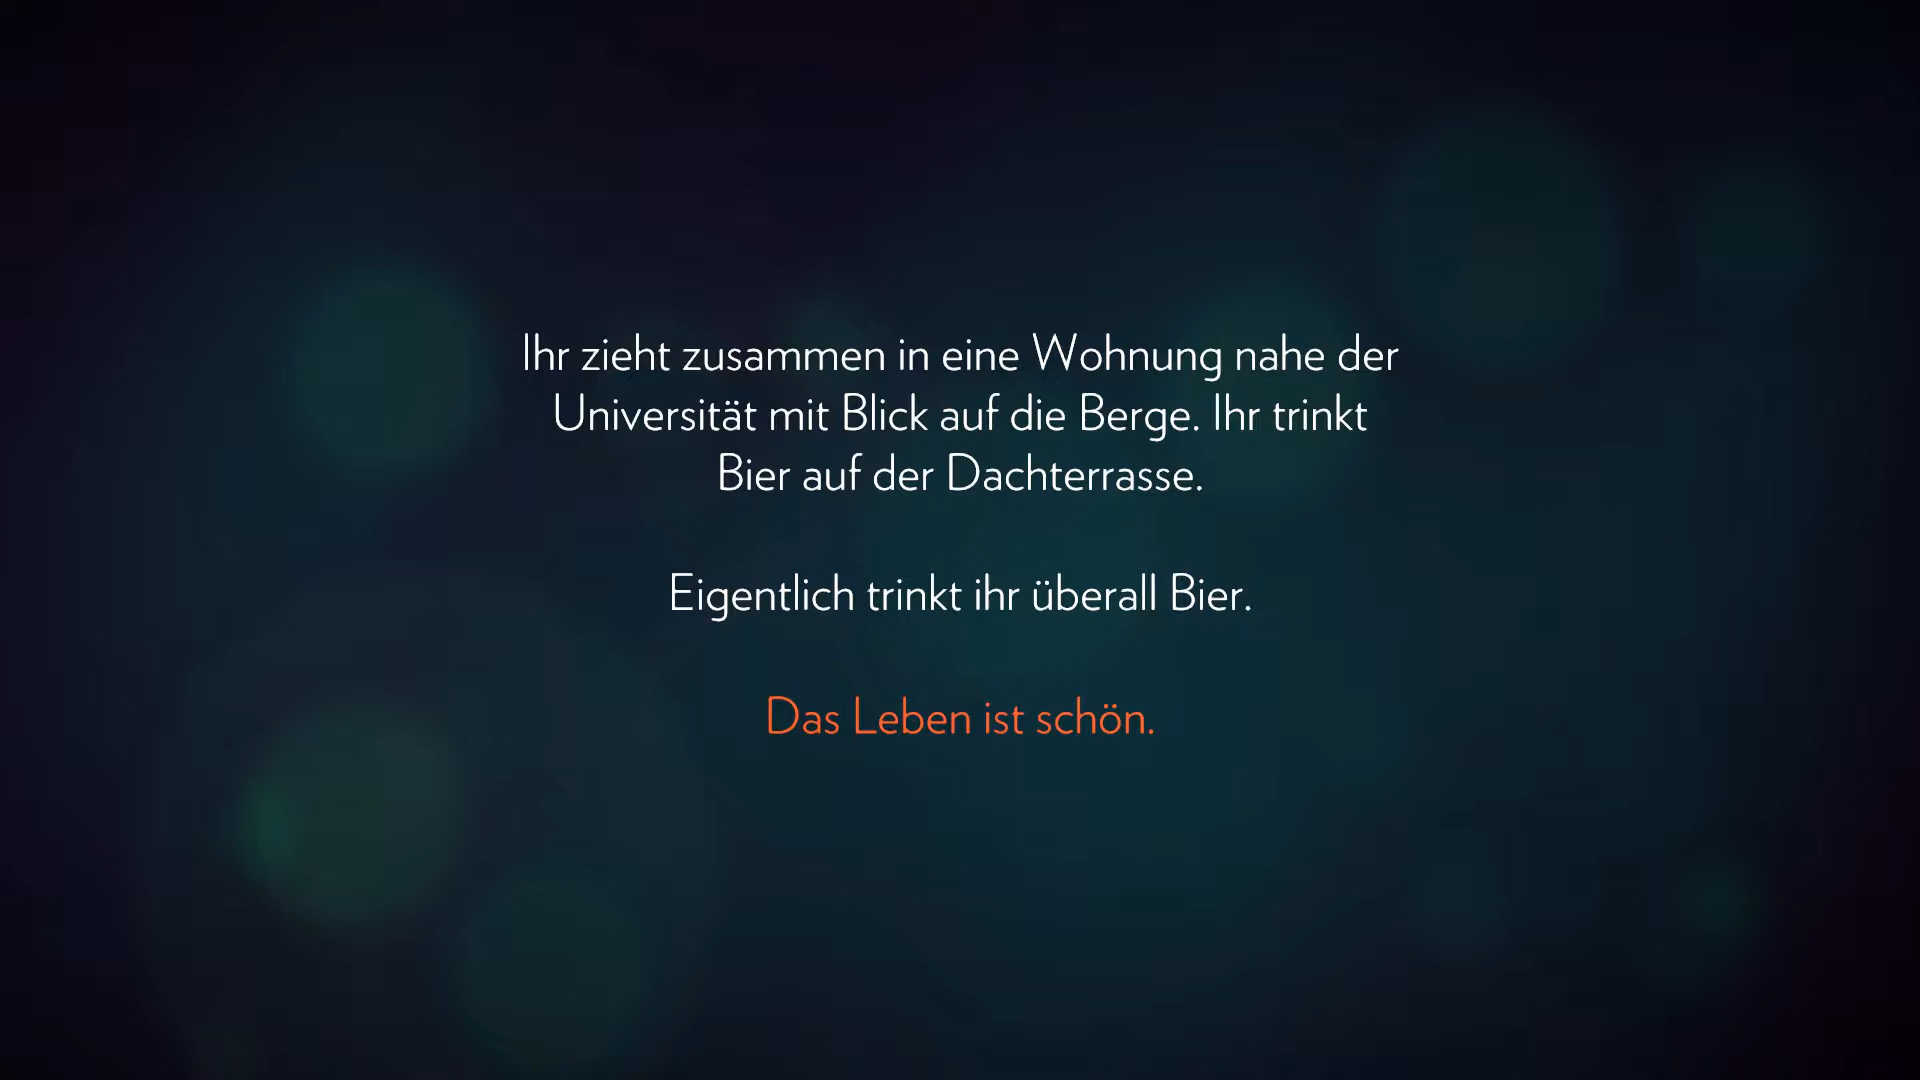 Ihr zieht zusammen in eine Wohnung nahe der
Universität mit Blick auf die Berge. Ihr trinkt
Bier auf der Dachterrasse.
Eigentlich trinkt ihr überall Bier.
Das Leben ist schön.